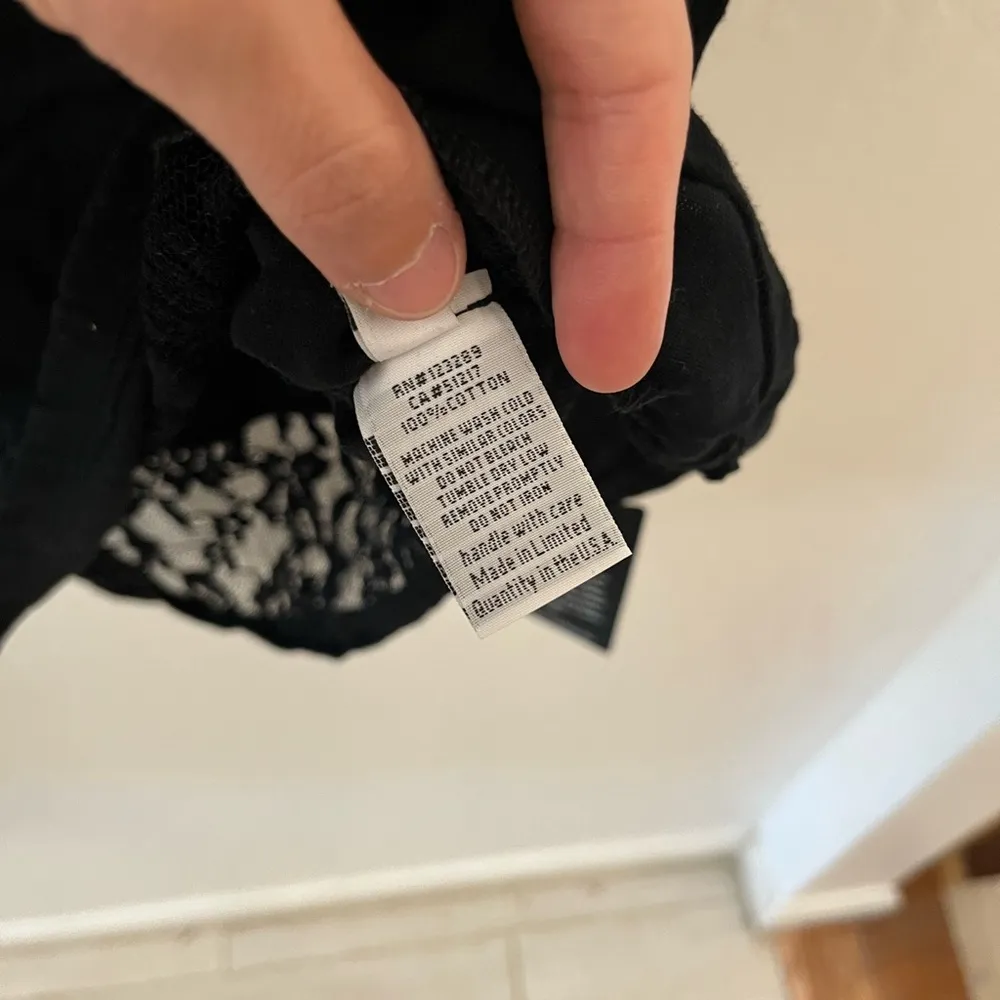 RN#123289
CA#51217
100%COTTON
MACHINE WASH COLD
WITH SIMILAR COLORS
DO NOT BLEACH
TUMBLE DRY LOW
REMOVE PROMPTLY
DO NOT IRON
handle with care
Made in Limited
Quantity in the U.S.A.